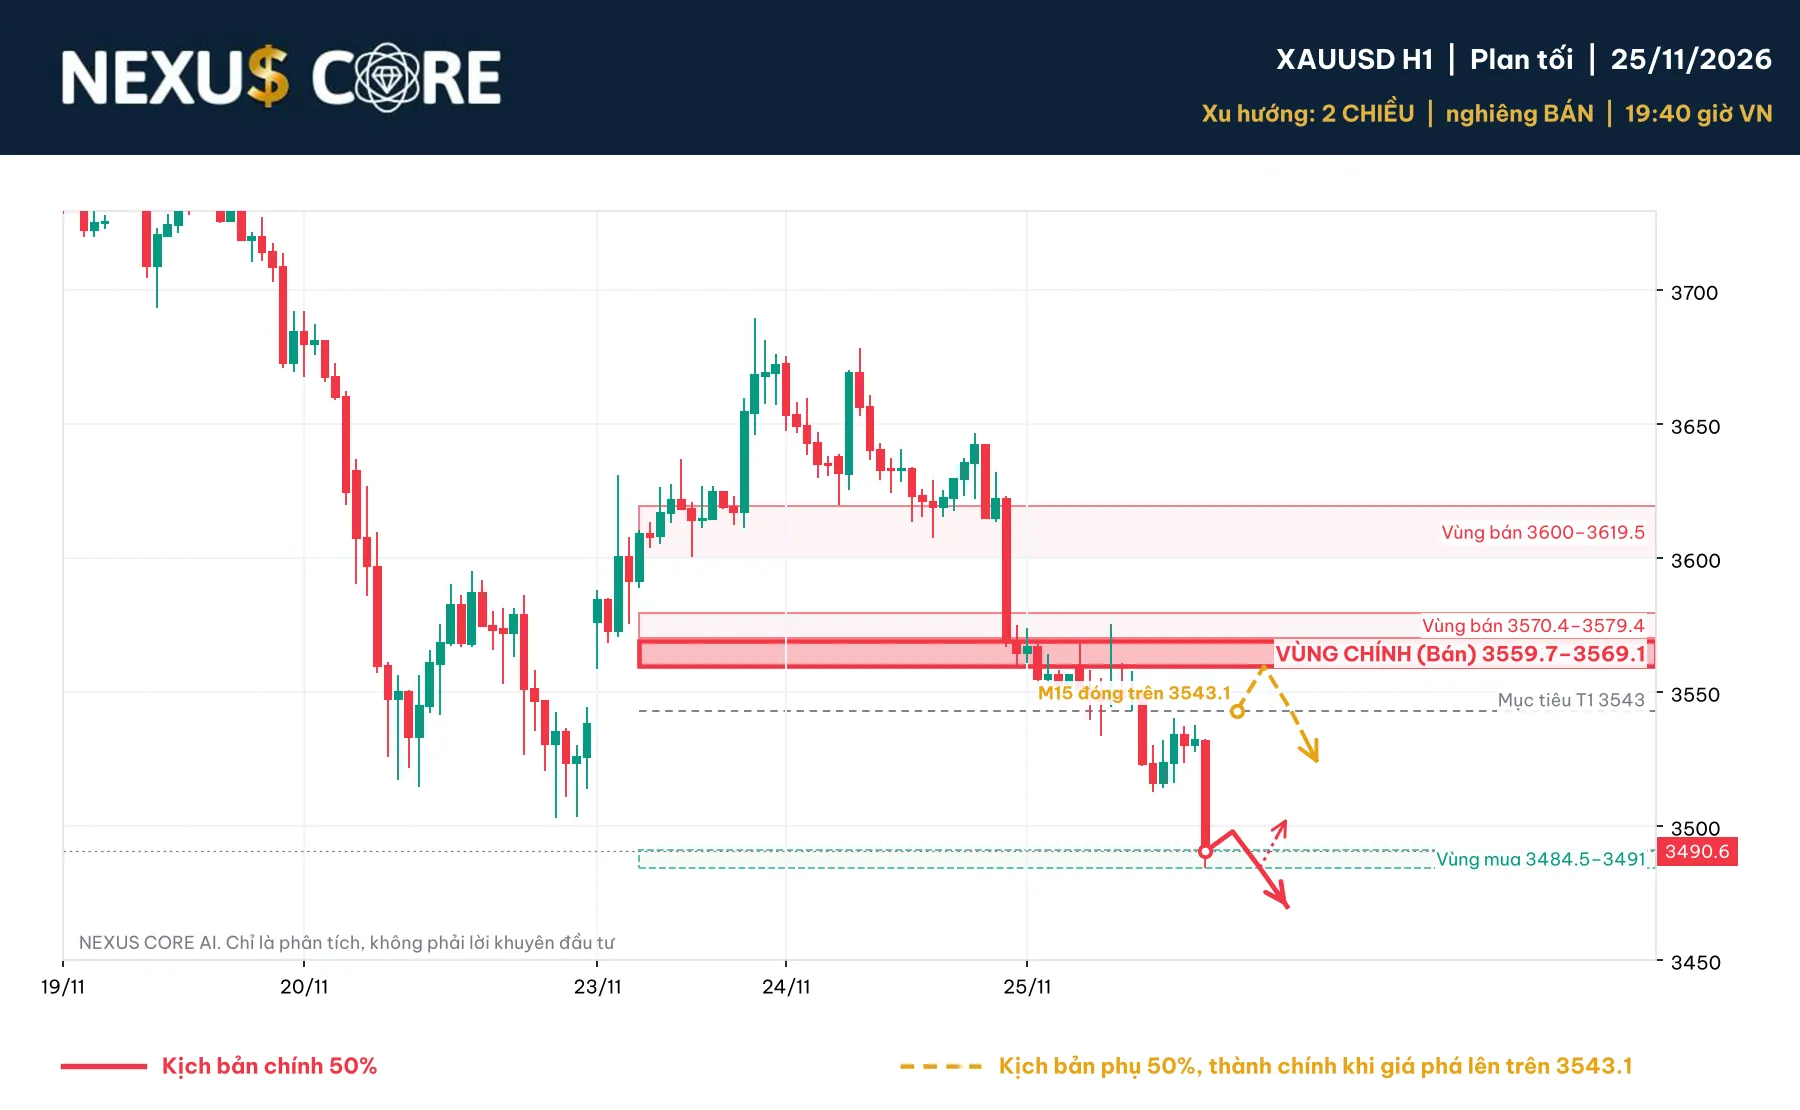 NEXU$ CORE
XAUUSD H1 | Plan tối | 25/11/2026
Xu hướng: 2 CHIỀU | nghiêng BÁN | 19:40 giờ VN
3700
3650
Vùng bán 3600–3619.5
3600
Vùng bán 3570.4–3579.4
VÙNG CHÍNH (Bán) 3559.7–3569.1
M15 đóng trên 3543.1
Mục tiêu T1 3543
3550
3500
3490.6
Vùng mua 3484.5–3491
NEXUS CORE AI. Chỉ là phân tích, không phải lời khuyên đầu tư
3450
19/11 20/11 23/11 24/11 25/11
Kịch bản chính 50%
Kịch bản phụ 50%, thành chính khi giá phá lên trên 3543.1